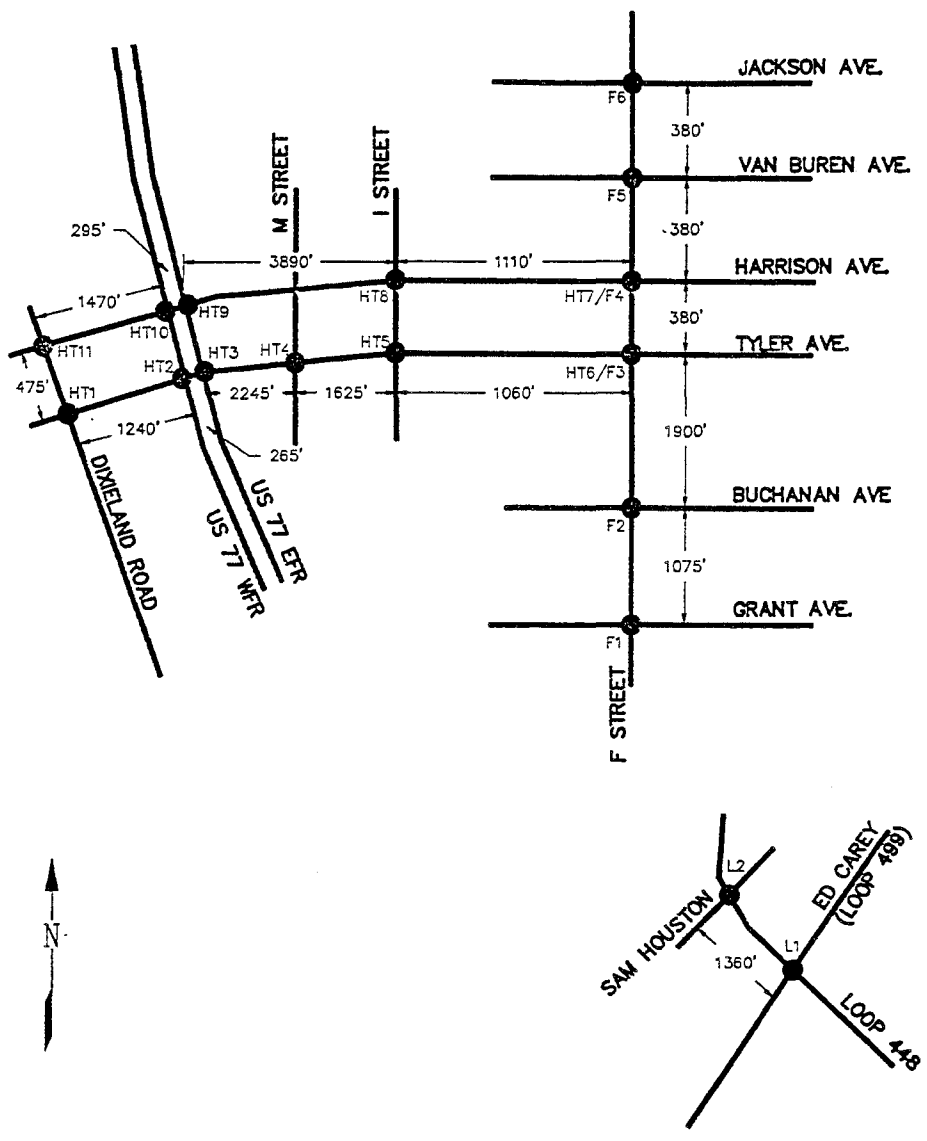 JACKSON AVE.
F6
380'
VAN BUREN AVE.
F5
M STREET
I STREET
380'
295'
3890'
1110'
HARRISON AVE.
HT8
HT7/F4
1470'
HT10
HT9
380'
HT11
HT2
HT3
HT4
HT5
TYLER AVE.
HT6/F3
475'
HT1
2245'
1625'
1060'
1240'
265'
1900'
DIXIELAND ROAD
US 77 WFR
US 77 EFR
BUCHANAN AVE
F2
1075'
GRANT AVE.
F1
F STREET
N
L2
ED CAREY
(LOOP 499)
SAM HOUSTON
L1
1360'
LOOP 448